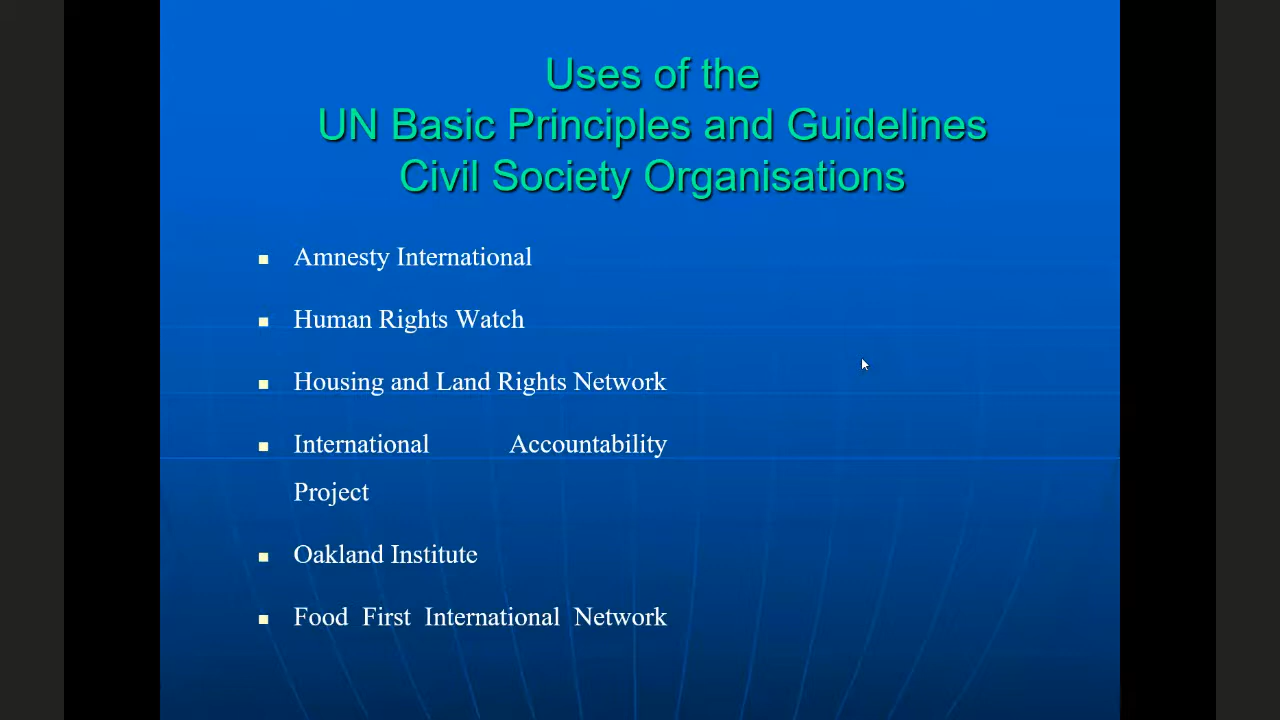 Uses of the
UN Basic Principles and Guidelines
Civil Society Organisations
Amnesty International
Human Rights Watch
Housing and Land Rights Network
International Accountability
Project
Oakland Institute
Food First International Network